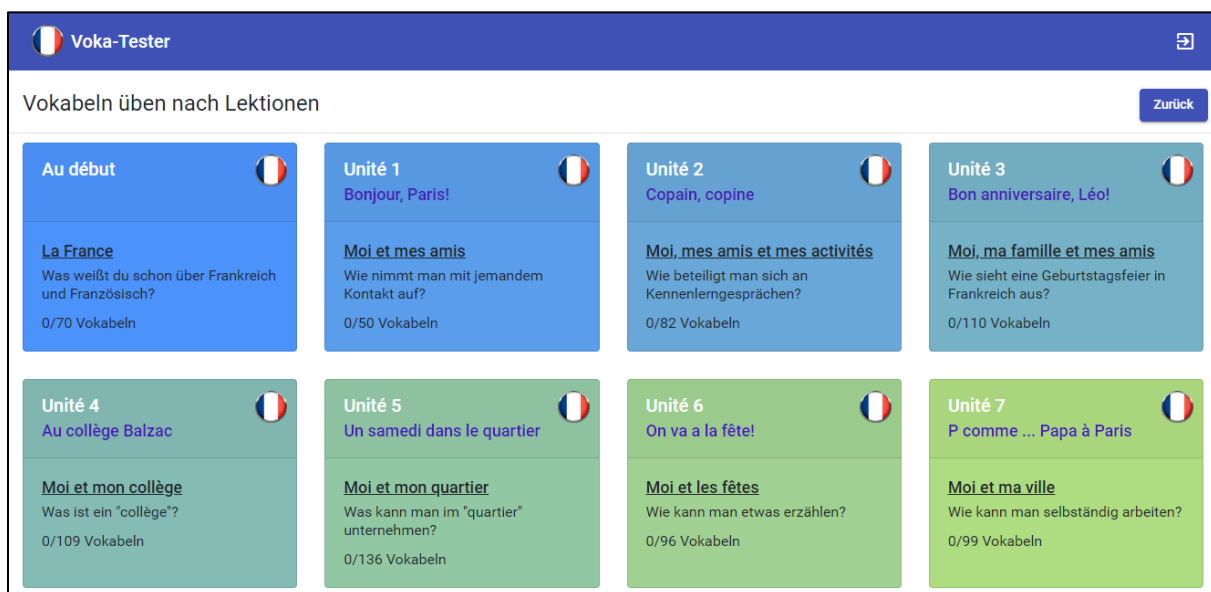 Voka-Tester
Vokabeln üben nach Lektionen
Zurück
Au début
La France
Was weißt du schon über Frankreich
und Französisch?
0/70 Vokabeln
Unité 1
Bonjour, Paris!
Moi et mes amis
Wie nimmt man mit jemandem
Kontakt auf?
0/50 Vokabeln
Unité 2
Copain, copine
Moi, mes amis et mes activités
Wie beteiligt man sich an
Kennenlerngesprächen?
0/82 Vokabeln
Unité 3
Bon anniversaire, Léo!
Moi, ma famille et mes amis
Wie sieht eine Geburtstagsfeier in
Frankreich aus?
0/110 Vokabeln
Unité 4
Au collège Balzac
Moi et mon collège
Was ist ein "collège"?
0/109 Vokabeln
Unité 5
Un samedi dans le quartier
Moi et mon quartier
Was kann man im "quartier"
unternehmen?
0/136 Vokabeln
Unité 6
On va a la fête!
Moi et les fêtes
Wie kann man etwas erzählen?
0/96 Vokabeln
Unité 7
P comme ... Papa à Paris
Moi et ma ville
Wie kann man selbständig arbeiten?
0/99 Vokabeln